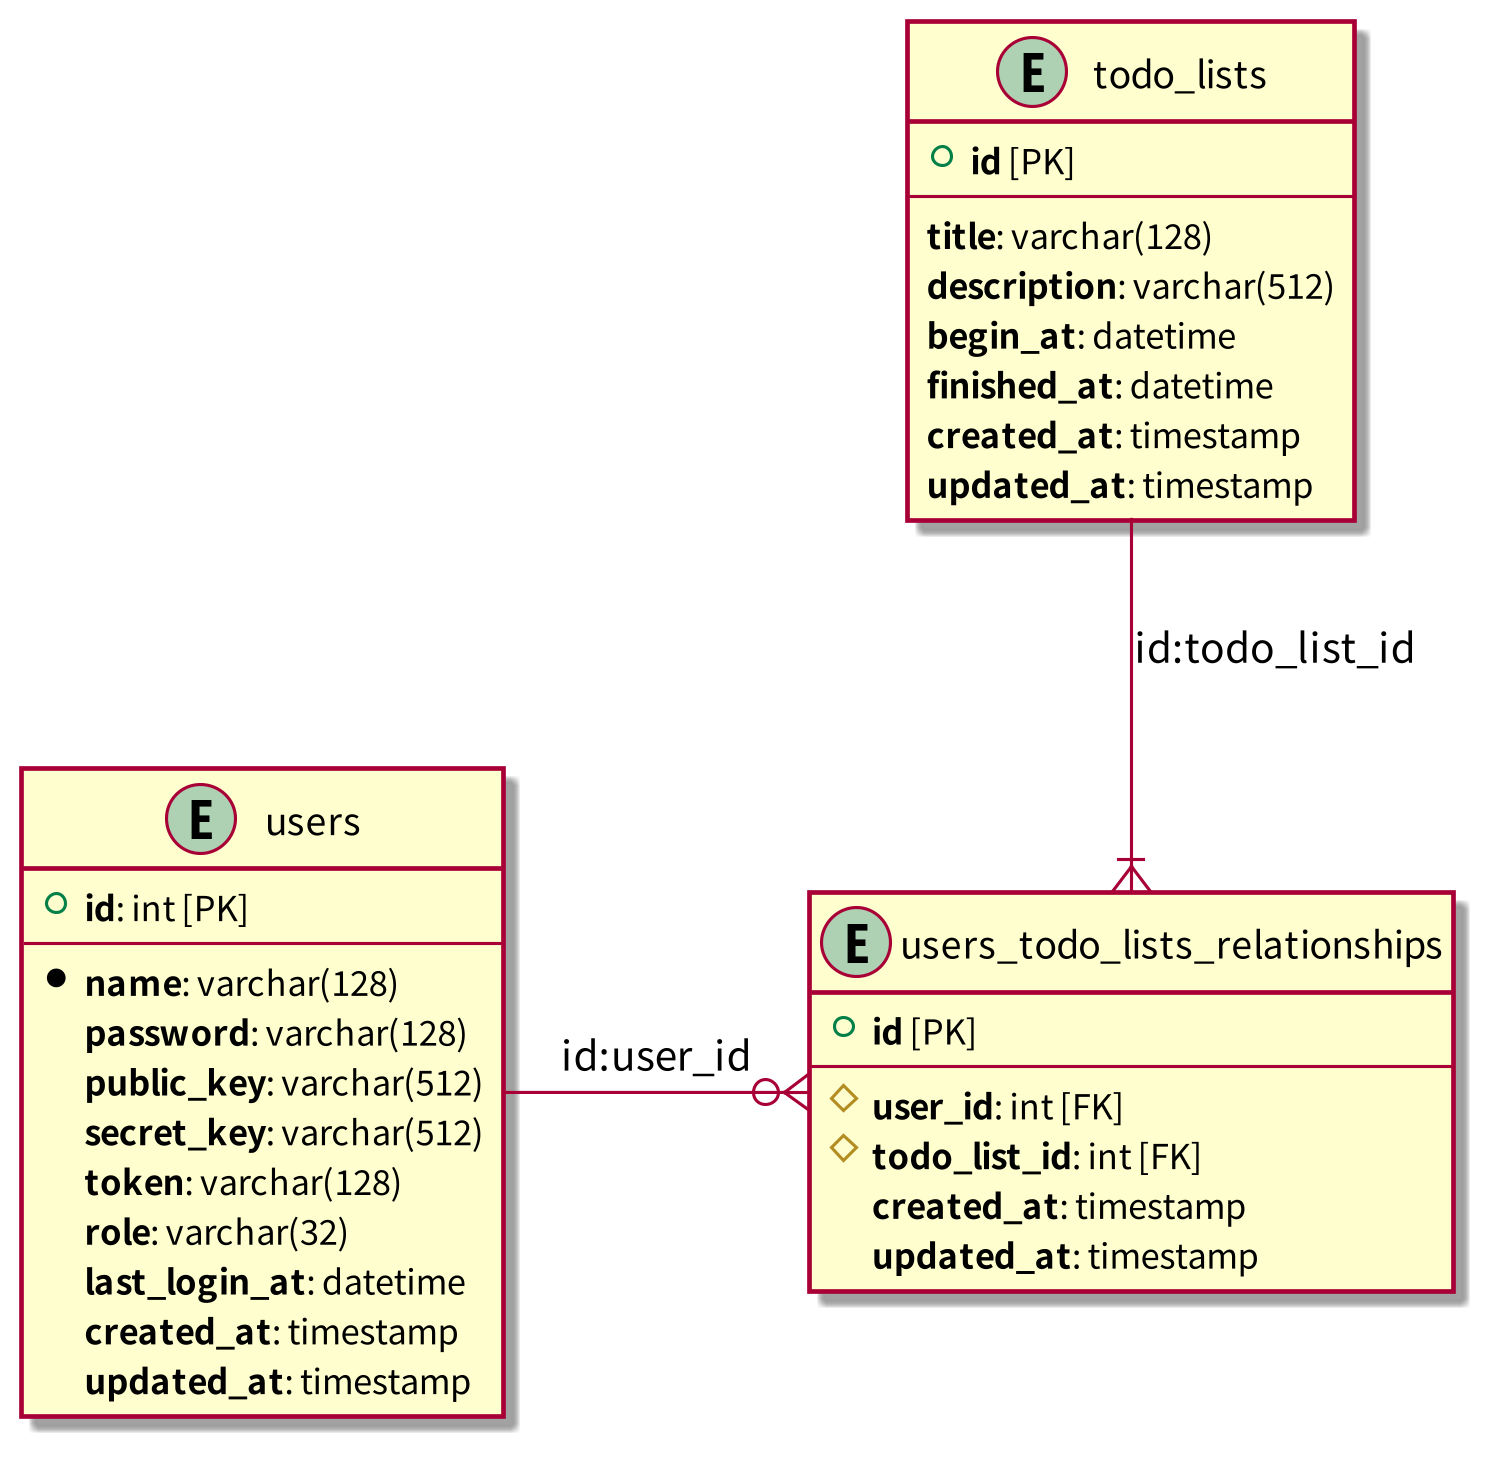 E todo_lists
id [PK]
title: varchar(128)
description: varchar(512)
begin_at: datetime
finished_at: datetime
created_at: timestamp
updated_at: timestamp
id:todo_list_id
E users
id: int [PK]
name: varchar(128)
password: varchar(128)
public_key: varchar(512)
secret_key: varchar(512)
token: varchar(128)
role: varchar(32)
last_login_at: datetime
created_at: timestamp
updated_at: timestamp
id:user_id
E users_todo_lists_relationships
id [PK]
user_id: int [FK]
todo_list_id: int [FK]
created_at: timestamp
updated_at: timestamp